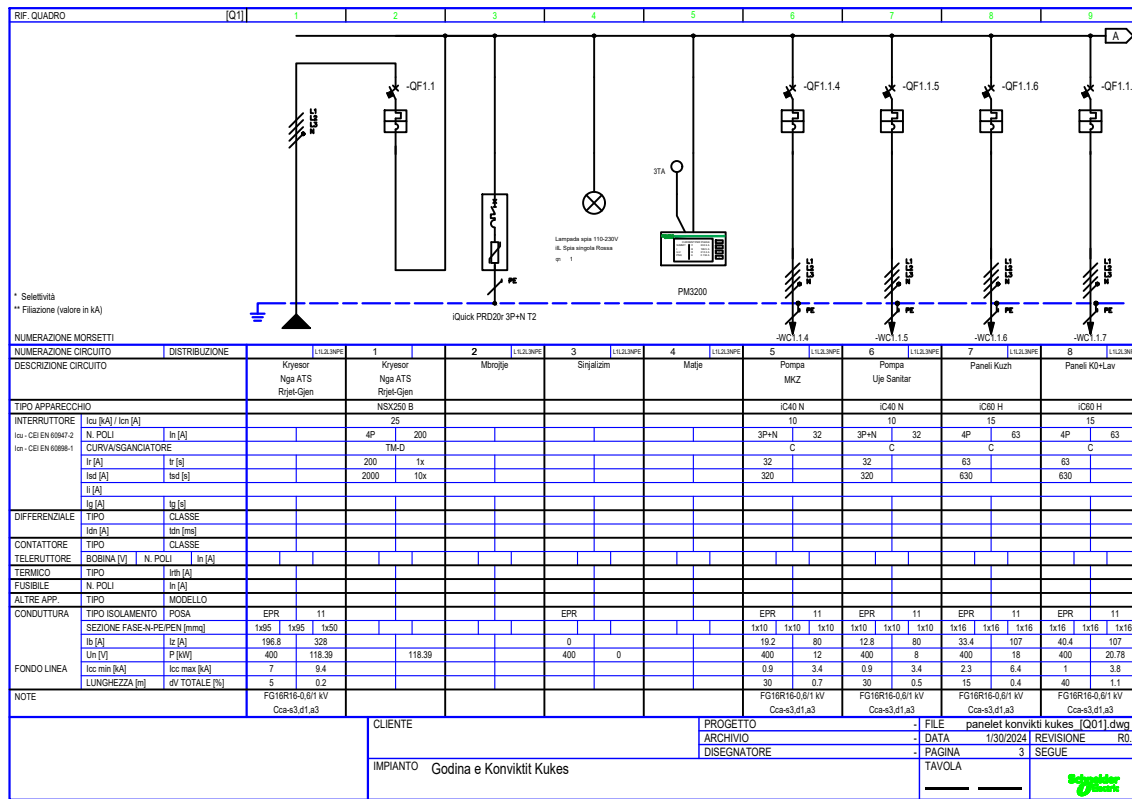 RIF. QUADRO [Q1] 1 2 3 4 5 6 7 8 9
A
-QF1.1 -QF1.1.4 -QF1.1.5 -QF1.1.6 -QF1.1.
3TA
Lampada spia 110-230V
iIL Spia singola Rossa
qn 1
PE
PM3200
iQuick PRD20r 3P+N T2
PE PE PE PE
* Selettività
** Filiazione (valore in kA)
NUMERAZIONE MORSETTI -WC1.1.4 -WC1.1.5 -WC1.1.6 -WC1.1.7
NUMERAZIONE CIRCUITO DISTRIBUZIONE L1L2L3NPE 1 2 L1L2L3NPE 3 L1L2L3NPE 4 L1L2L3NPE 5 L1L2L3NPE 6 L1L2L3NPE 7 L1L2L3NPE 8
DESCRIZIONE CIRCUITO Kryesor Kryesor Mbrojtje Sinjalizim Matje Pompa Pompa Paneli Kuzh Paneli K0+Lav
Nga ATS Nga ATS MKZ Uje Sanitar
Rrjet-Gjen Rrjet-Gjen
TIPO APPARECCHIO NSX250 B iC40 N iC40 N iC60 H iC60 H
INTERRUTTORE Icu [kA] / Icn [A] 25 10 10 15 15
Icu - CEI EN 60947-2 N. POLI In [A] 4P 200 3P+N 32 3P+N 32 4P 63 4P 63
Icn - CEI EN 60898-1 CURVA/SGANCIATORE TM-D C C C C
Ir [A] tr [s] 200 1x 32 32 63 63
Isd [A] tsd [s] 2000 10x 320 320 630 630
Ii [A]
Ig [A] tg [s]
DIFFERENZIALE TIPO CLASSE
Idn [A] tdn [ms]
CONTATTORE TIPO CLASSE
TELERUTTORE BOBINA [V] N. POLI In [A]
TERMICO TIPO Irth [A]
FUSIBILE N. POLI In [A]
ALTRE APP. TIPO MODELLO
CONDUTTURA TIPO ISOLAMENTO POSA EPR 11 EPR EPR 11 EPR 11 EPR 11 EPR 11
SEZIONE FASE-N-PE/PEN [mmq] 1x95 1x95 1x50 1x10 1x10 1x10 1x10 1x10 1x10 1x16 1x16 1x16 1x16 1x16 1x16
Ib [A] Iz [A] 196.8 328 0 19.2 80 12.8 80 33.4 107 40.4 107
Un [V] P [kW] 400 118.39 118.39 400 0 400 12 400 8 400 18 400 20.78
FONDO LINEA Icc min [kA] Icc max [kA] 7 9.4 0.9 3.4 0.9 3.4 2.3 6.4 1 3.8
LUNGHEZZA [m] dV TOTALE [%] 5 0.2 30 0.7 30 0.5 15 0.4 40 1.1
NOTE FG16R16-0,6/1 kV FG16R16-0,6/1 kV FG16R16-0,6/1 kV FG16R16-0,6/1 kV FG16R16-0,6/1 kV
Cca-s3,d1,a3 Cca-s3,d1,a3 Cca-s3,d1,a3 Cca-s3,d1,a3 Cca-s3,d1,a3
CLIENTE PROGETTO - FILE panelet konvikti kukes_[Q01].dwg
ARCHIVIO - DATA 1/30/2024 REVISIONE R0.
DISEGNATORE - PAGINA 3 SEGUE
IMPIANTO Godina e Konviktit Kukes TAVOLA
Schneider Electric